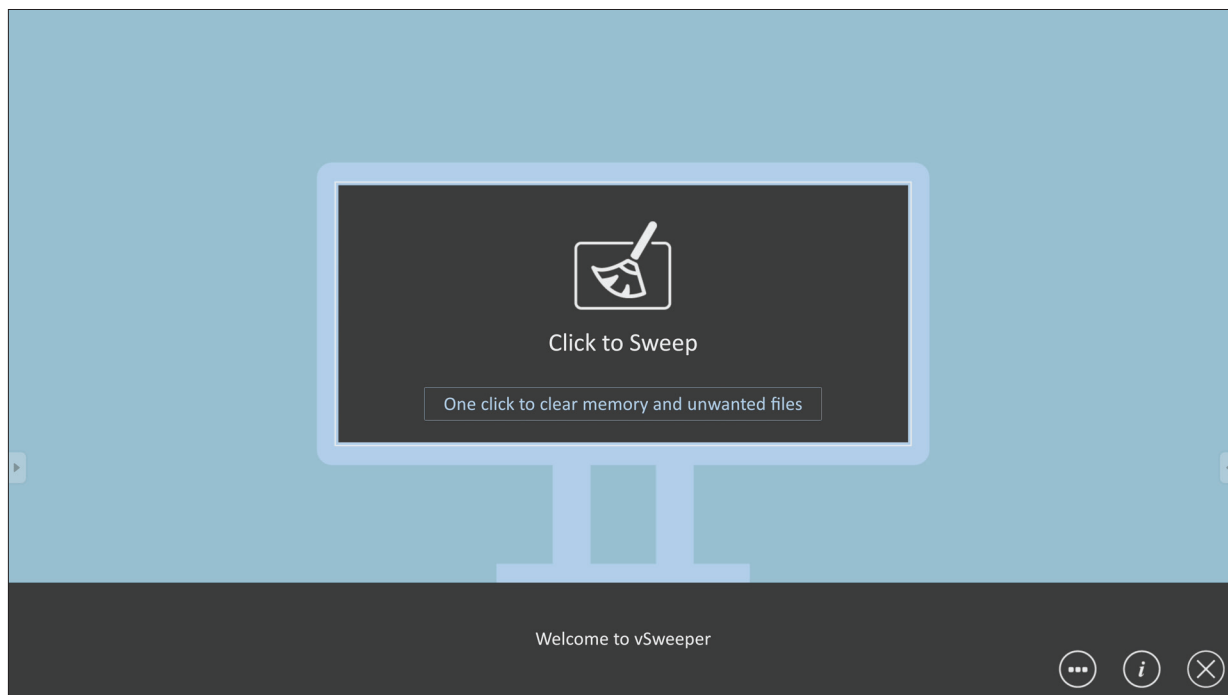 Click to Sweep
One click to clear memory and unwanted files
Welcome to vSweeper
i